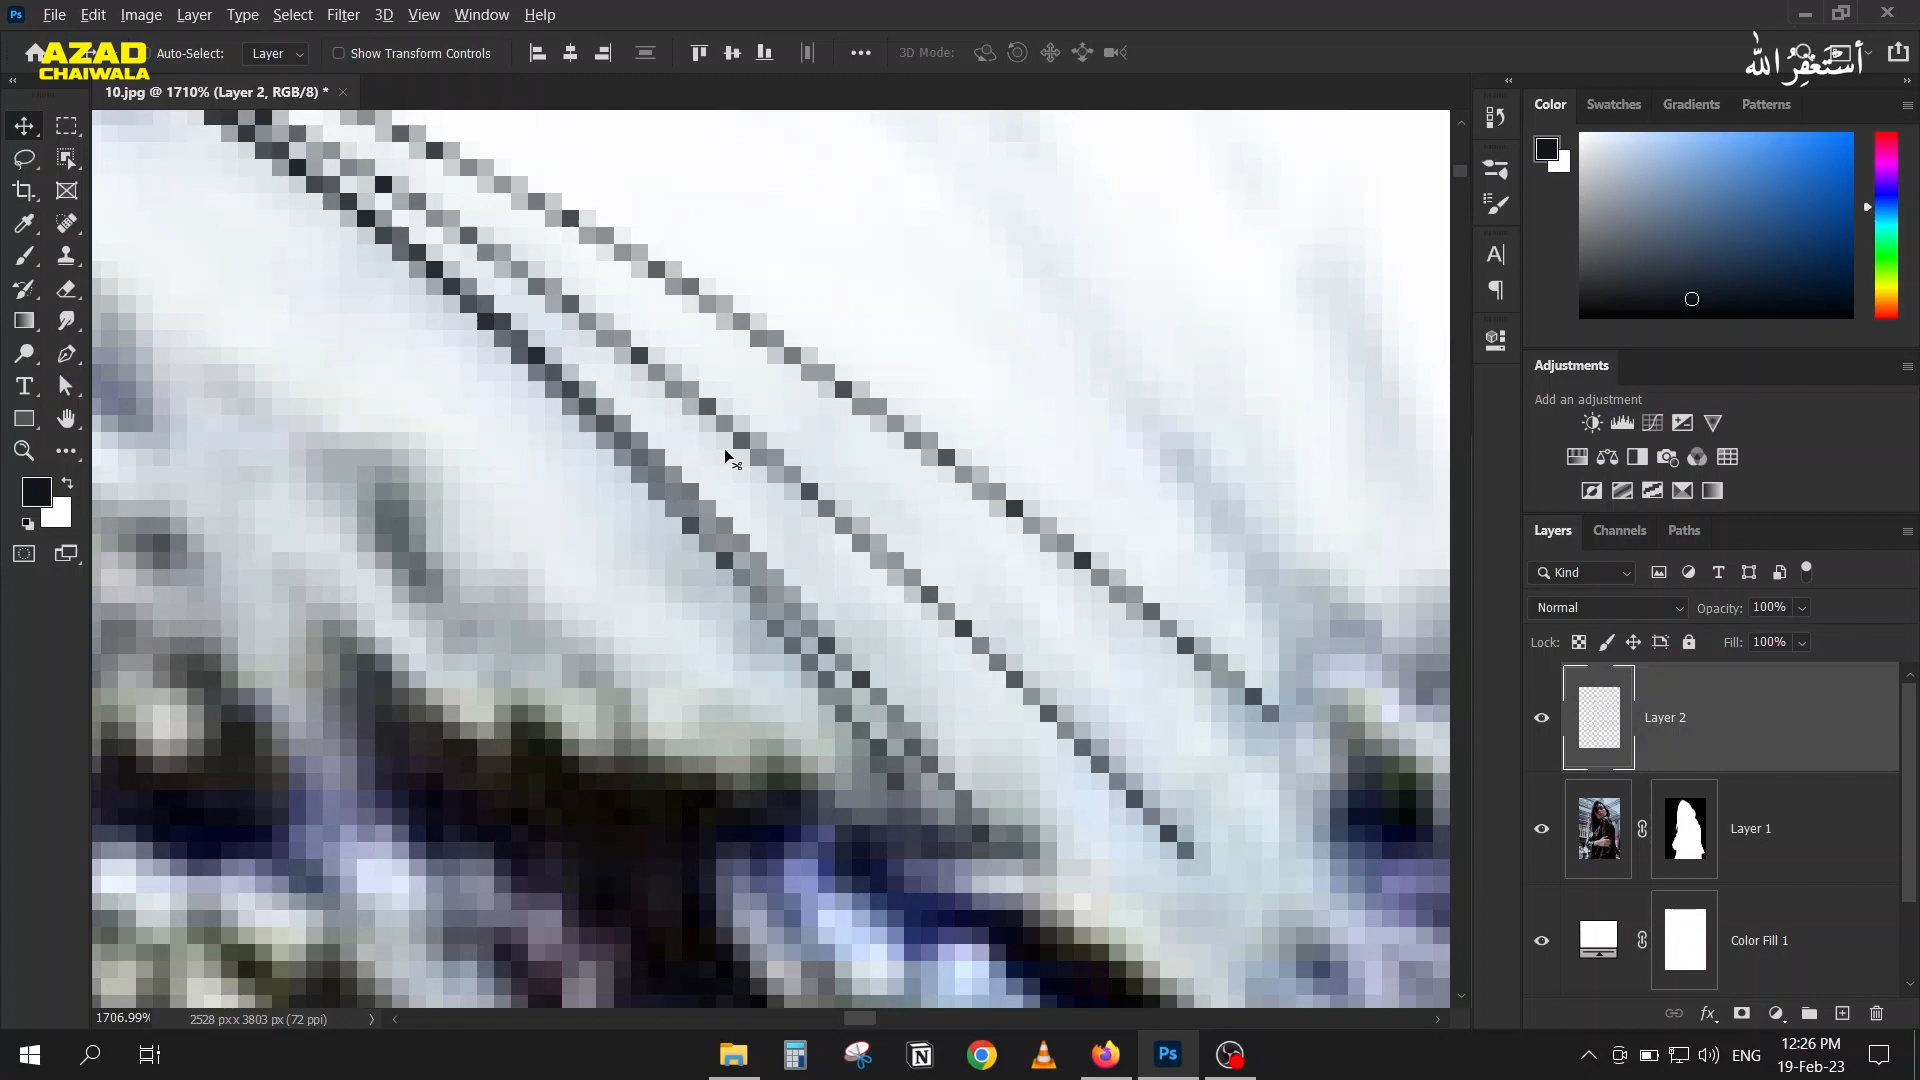 Ps File Edit Image Layer Type Select Filter 3D View Window Help
AZAD
CHAIWALA
Auto-Select: Layer Show Transform Controls 3D Mode:
أستغفر الله
10.jpg @ 1710% (Layer 2, RGB/8) *
Color Swatches Gradients Patterns
Adjustments
Add an adjustment
Layers Channels Paths
Kind
Normal Opacity: 100%
Lock: Fill: 100%
Layer 2
Layer 1
Color Fill 1
1706.99% 2528 px x 3803 px (72 ppi)
Ps ENG 12:26 PM
19-Feb-23